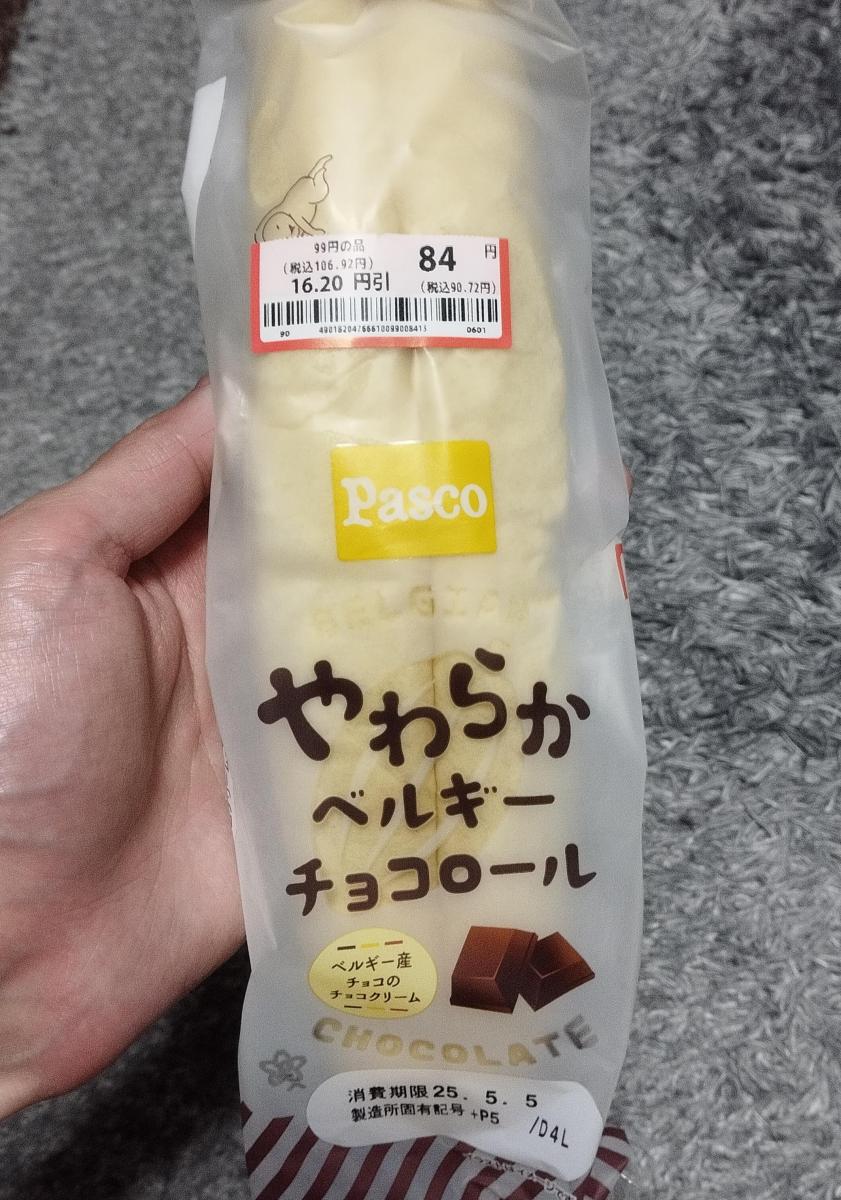 99円の品
84 円
(税込106.92円)
16.20 円引
(税込90.72円)
90 49018204766610099008413 0601
Pasco
やわらか
ベルギー
チョコロール
ベルギー産
チョコの
チョコクリーム
CHOCOLATE
消費期限 25. 5. 5
製造所固有記号 +P5 /D4L